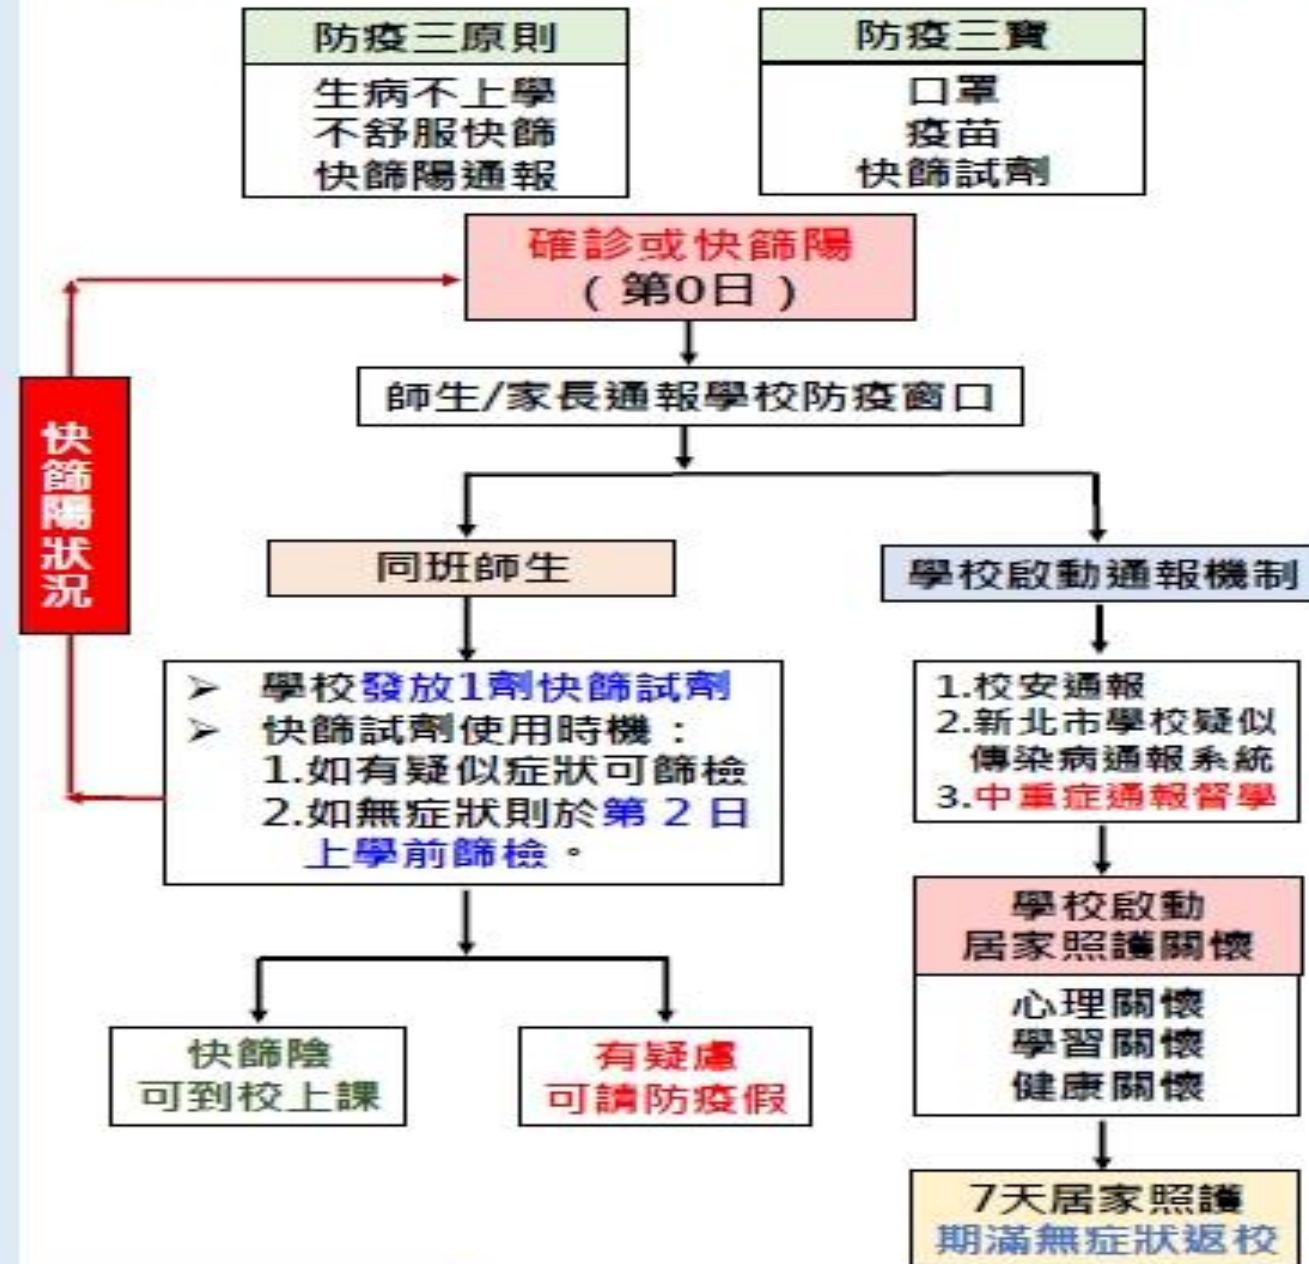 防疫三原則
生病不上學
不舒服快篩
快篩陽通報
防疫三寶
口罩
疫苗
快篩試劑
確診或快篩陽
（第0日）
師生/家長通報學校防疫窗口
快篩陽狀況
同班師生
➢ 學校發放1劑快篩試劑
➢ 快篩試劑使用時機：
1.如有疑似症狀可篩檢
2.如無症狀則於第 2 日
上學前篩檢。
快篩陰
可到校上課
有疑慮
可請防疫假
學校啟動通報機制
1.校安通報
2.新北市學校疑似
傳染病通報系統
3.中重症通報督學
學校啟動
居家照護關懷
心理關懷
學習關懷
健康關懷
7天居家照護
期滿無症狀返校